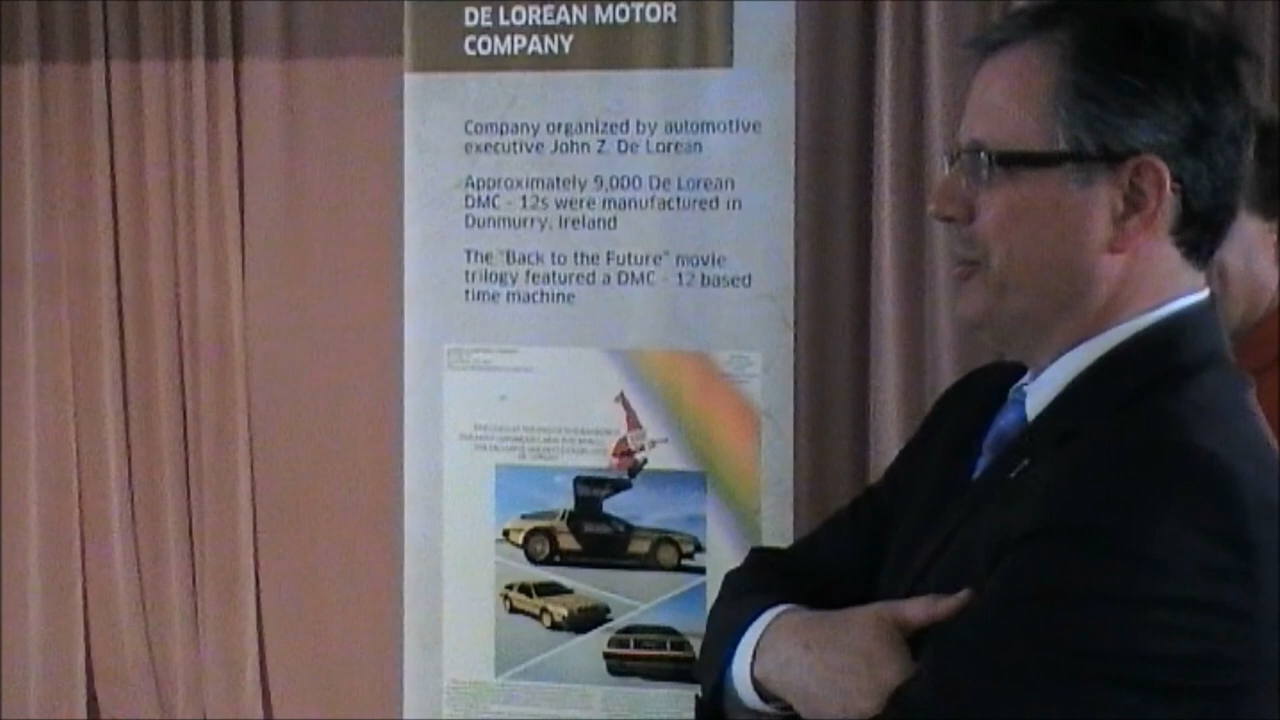 DE LOREAN MOTOR
COMPANY
Company organized by automotive
executive John Z. De Lorean
Approximately 9,000 De Lorean
DMC - 12s were manufactured in
Dunmurry, Ireland
The "Back to the Future" movie
trilogy featured a DMC - 12 based
time machine